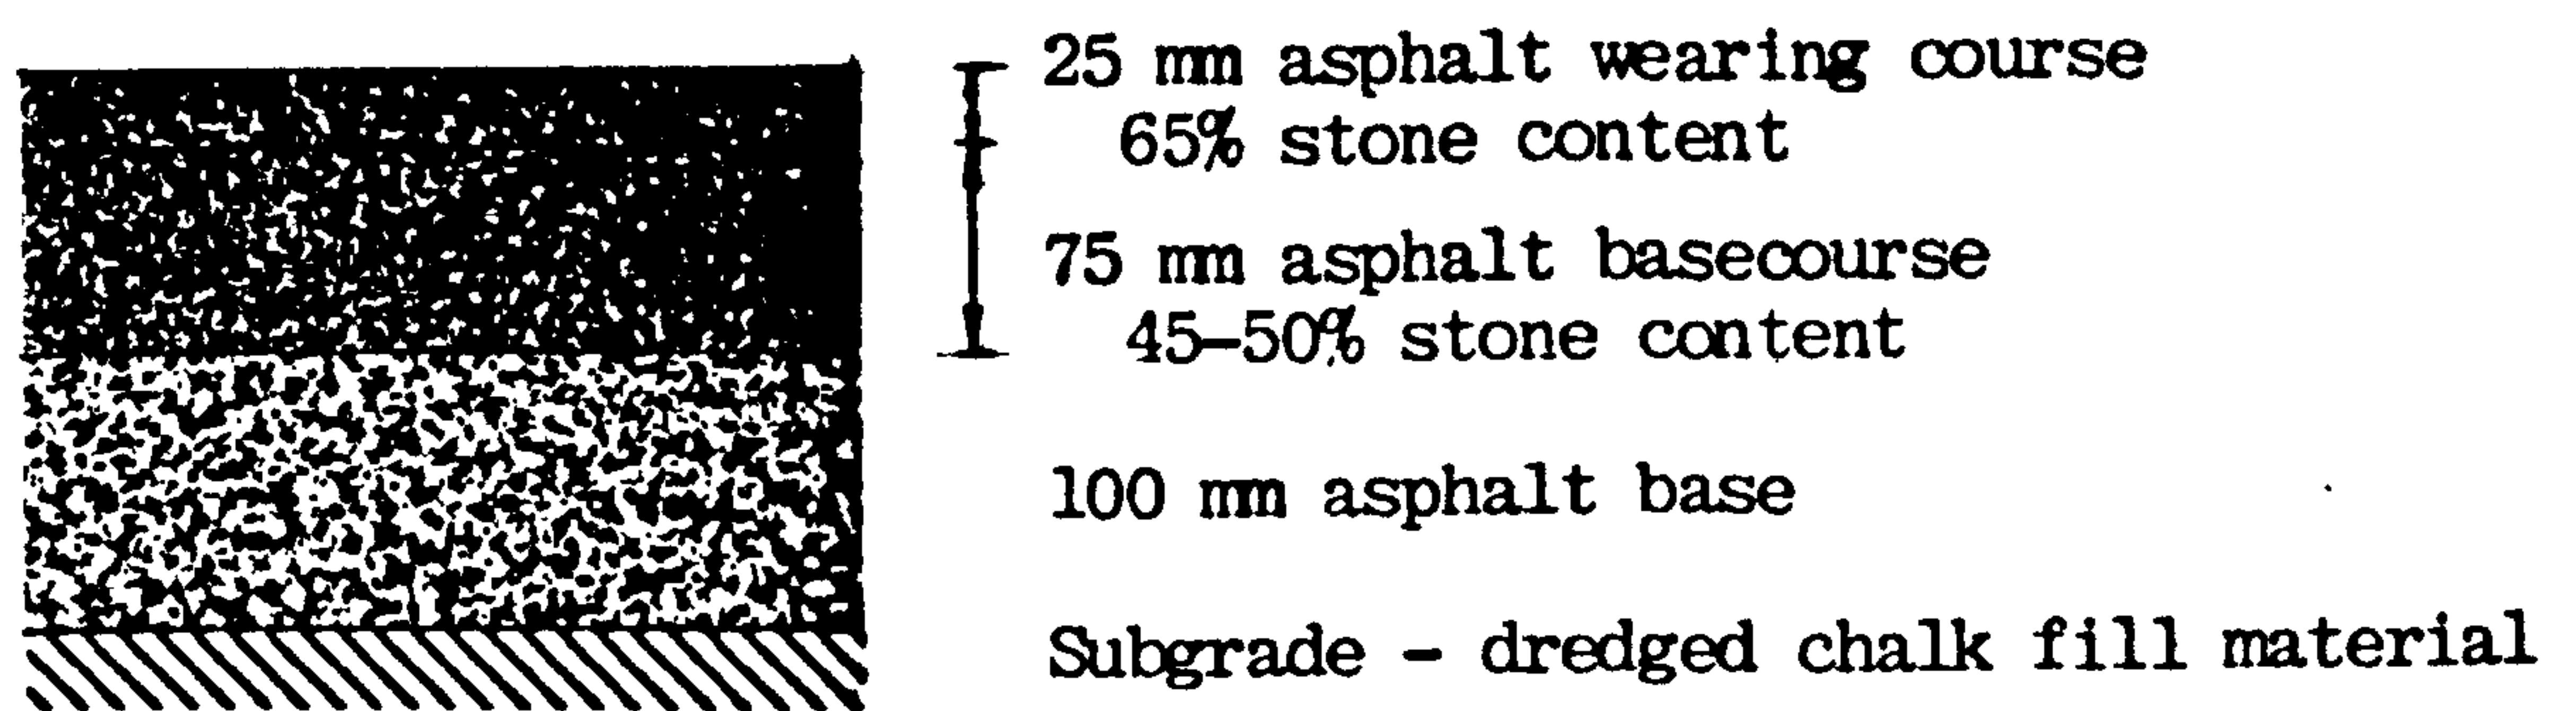 25 mm asphalt wearing course
65% stone content
75 mm asphalt basecourse
45–50% stone content
100 mm asphalt base
Subgrade – dredged chalk fill material